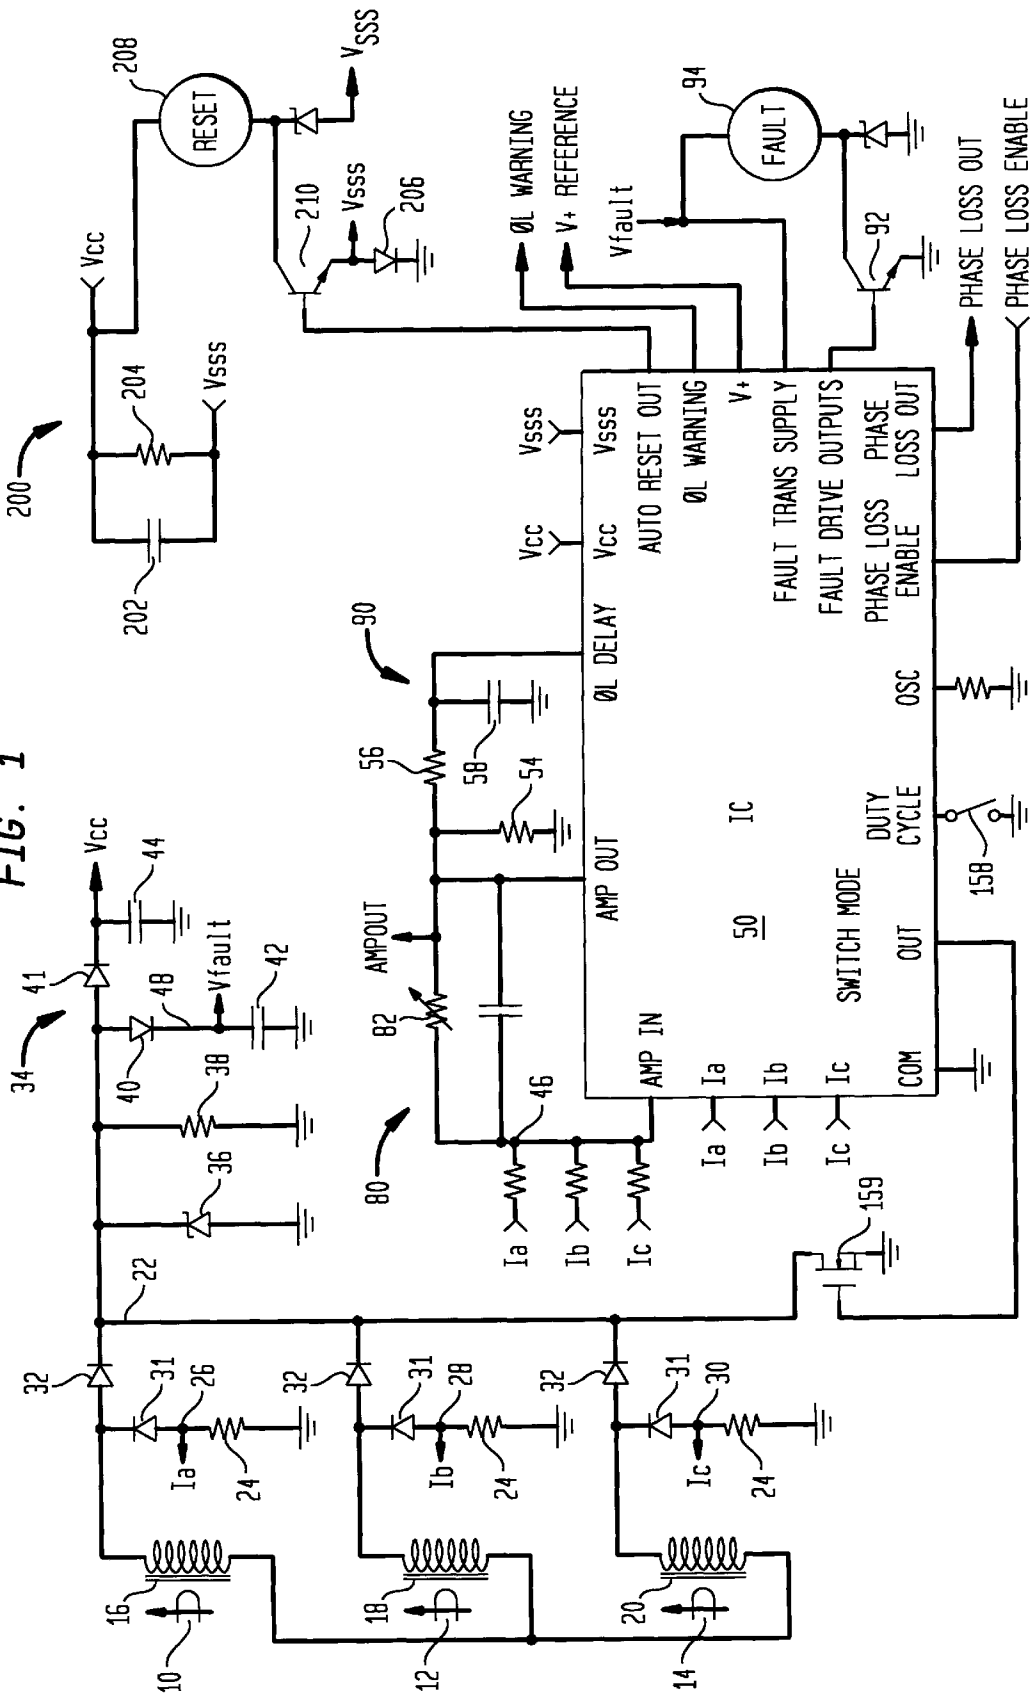 FIG. 1
200
Vcc
208
RESET
VSSS
204
202
Vsss
210
Vsss
206
34
41
Vcc
44
40
48
Vfault
42
38
36
22
32
31
26
Ia
24
16
10
32
31
28
Ib
24
18
12
32
31
30
Ic
24
20
14
80
82
AMPOUT
56
90
58
54
46
Ia
Ib
Ic
AMP IN
AMP OUT
ØL DELAY
Vcc
Vcc
Vsss
Vsss
Ia
Ia
Ib
Ib
Ic
Ic
IC
50
AUTO RESET OUT
ØL WARNING
V+
FAULT TRANS SUPPLY
FAULT DRIVE OUTPUTS
PHASE
LOSS OUT
PHASE LOSS
ENABLE
OSC
DUTY
CYCLE
SWITCH MODE
OUT
COM
ØL WARNING
V+ REFERENCE
Vfault
94
FAULT
92
PHASE LOSS OUT
PHASE LOSS ENABLE
158
159